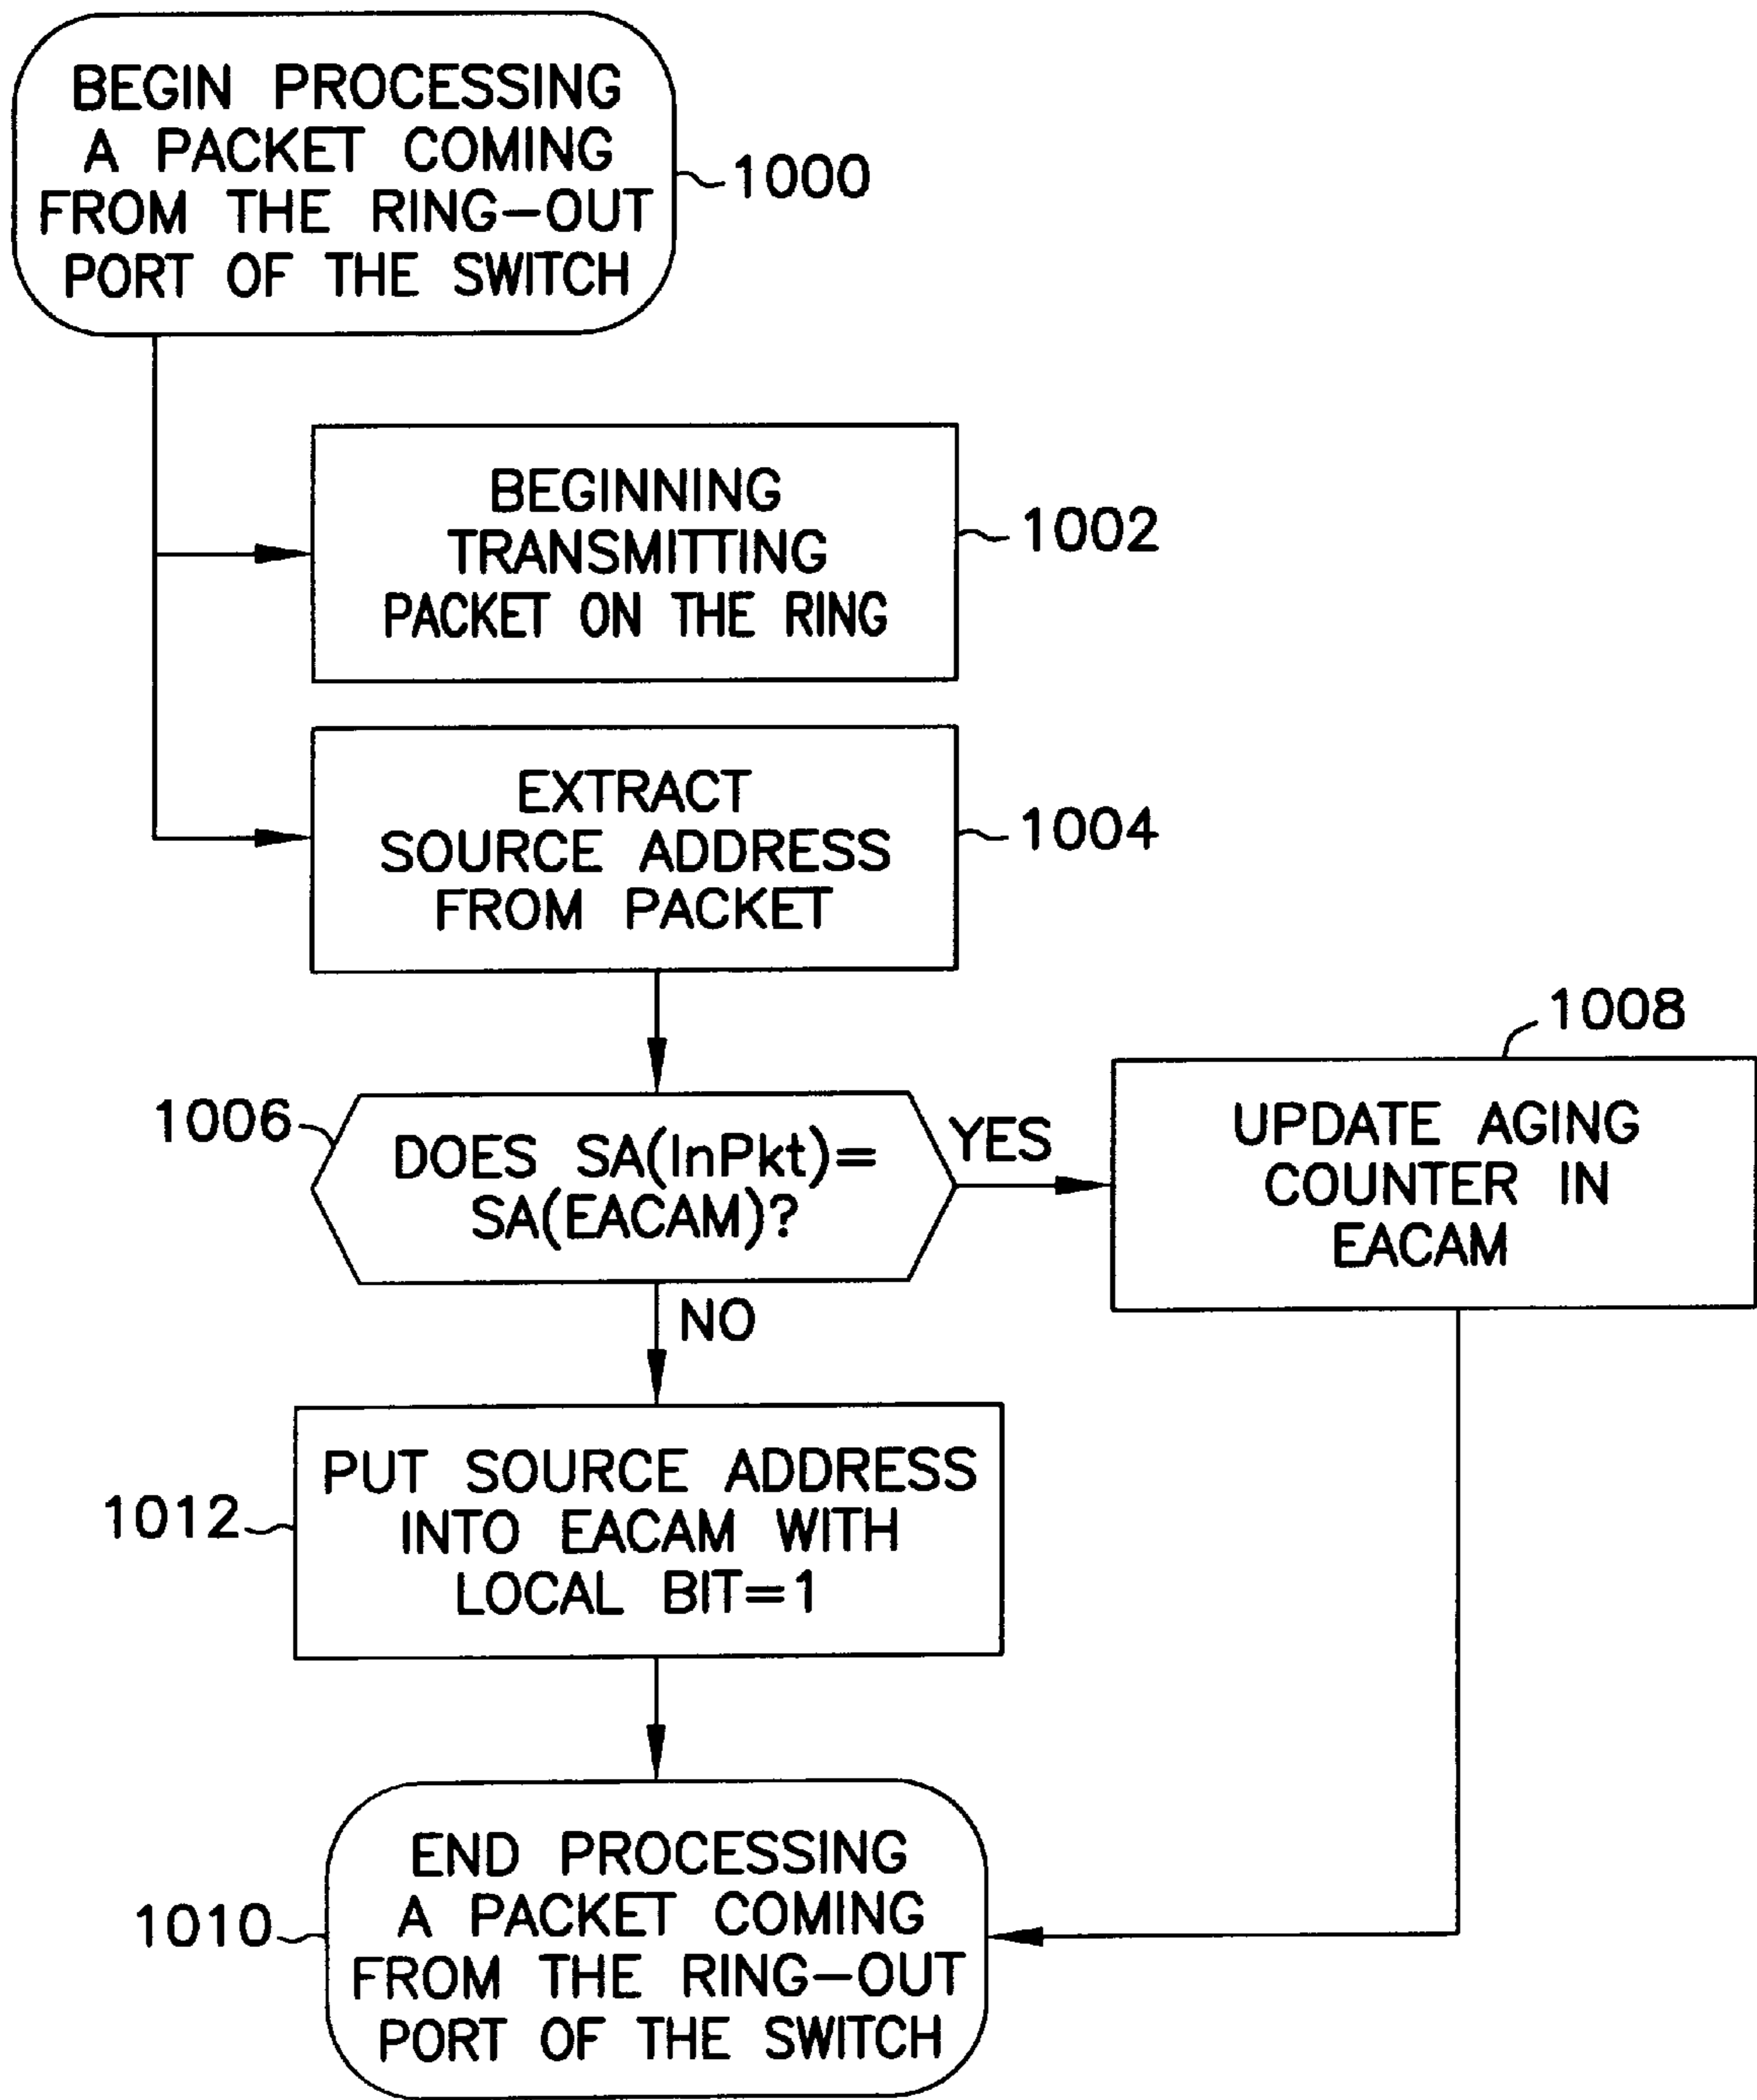 BEGIN PROCESSING
A PACKET COMING
FROM THE RING-OUT
PORT OF THE SWITCH
1000
BEGINNING
TRANSMITTING
PACKET ON THE RING
1002
EXTRACT
SOURCE ADDRESS
FROM PACKET
1004
1006
DOES SA(InPkt)=
SA(EACAM)?
YES
1008
UPDATE AGING
COUNTER IN
EACAM
NO
1012
PUT SOURCE ADDRESS
INTO EACAM WITH
LOCAL BIT=1
1010
END PROCESSING
A PACKET COMING
FROM THE RING-OUT
PORT OF THE SWITCH